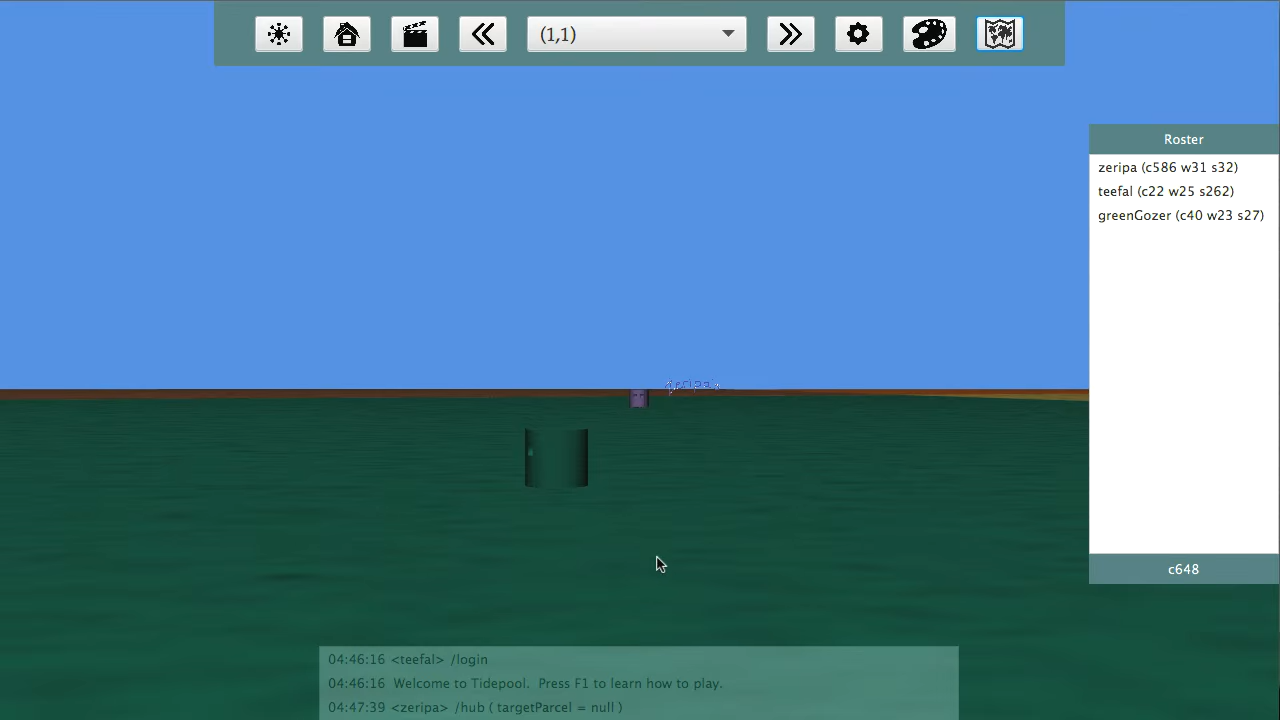 (1,1)
Roster
zeripa (c586 w31 s32)
teefal (c22 w25 s262)
greenGozer (c40 w23 s27)
zeripa
c648
04:46:16 <teefal> /login
04:46:16 Welcome to Tidepool. Press F1 to learn how to play.
04:47:39 <zeripa> /hub ( targetParcel = null )